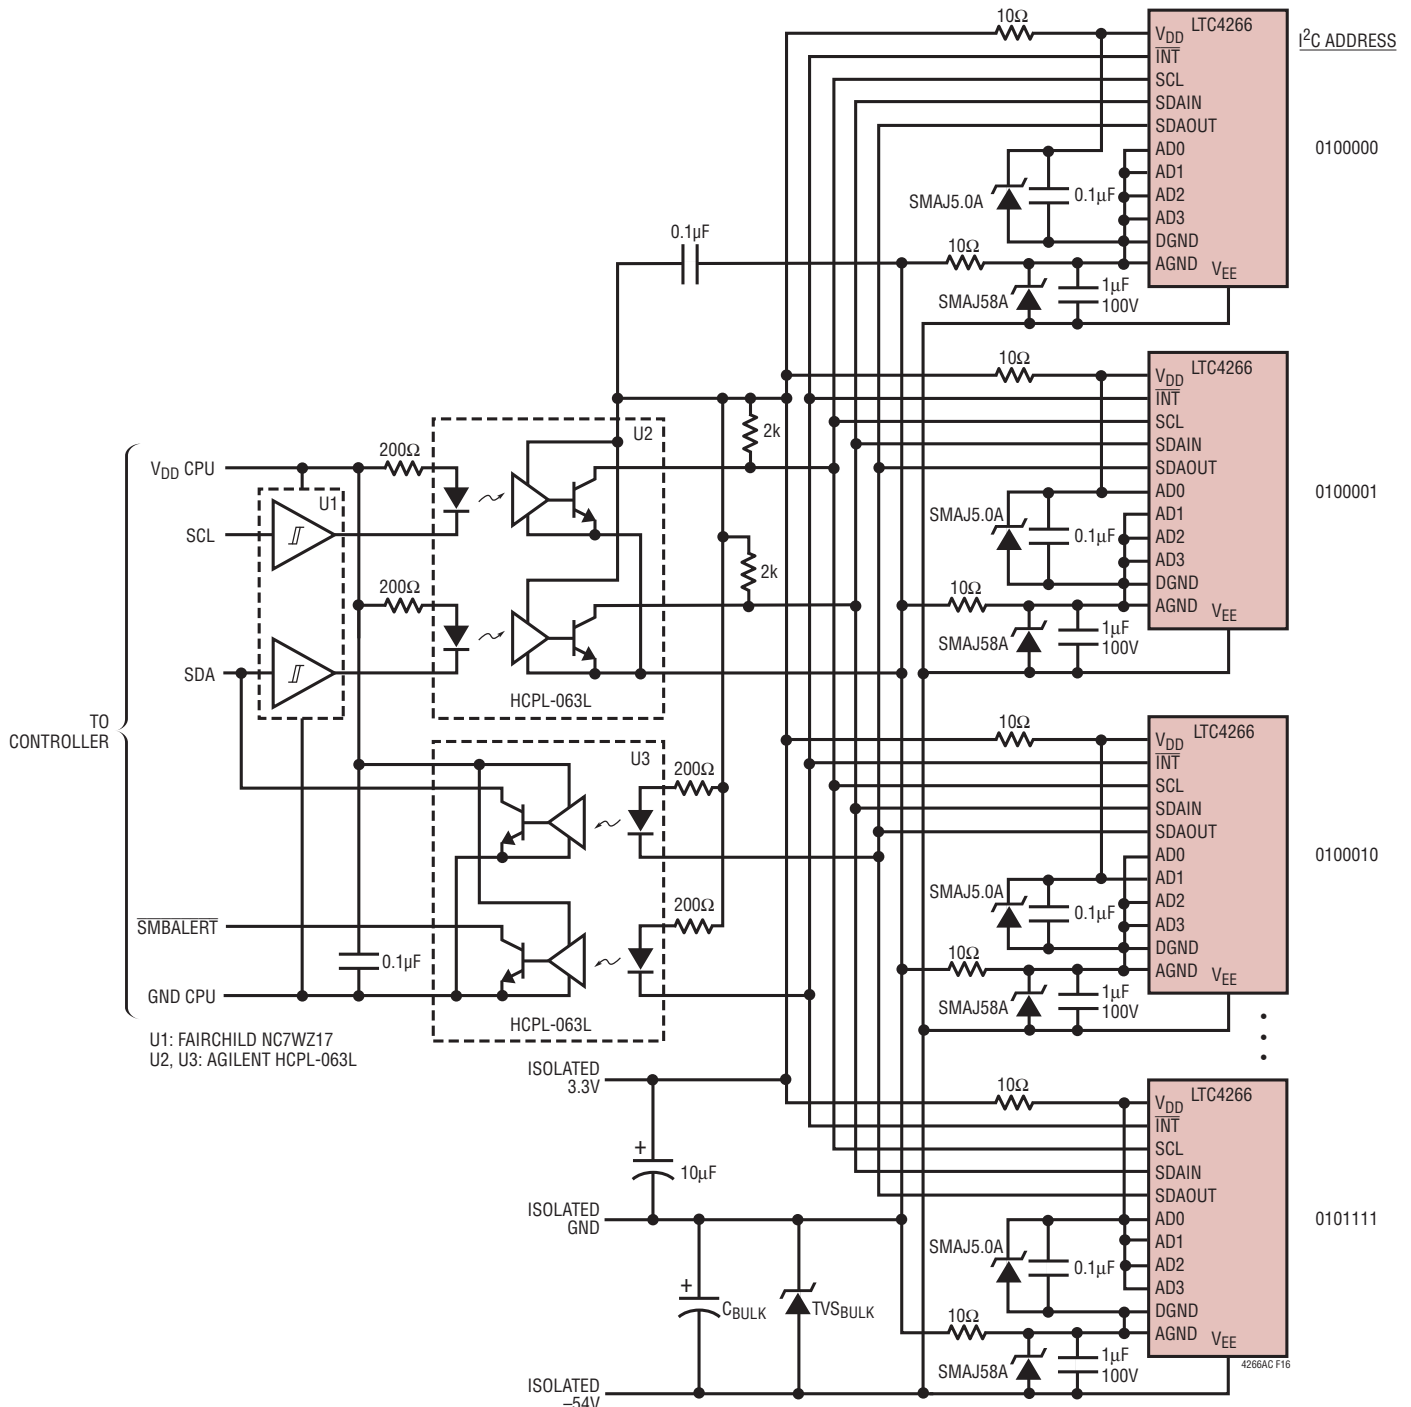 10Ω
LTC4266
I²C ADDRESS
VDD
INT
SCL
SDAIN
SDAOUT
AD0
AD1
AD2
AD3
DGND
AGND
VEE
0100000
SMAJ5.0A
0.1µF
0.1µF
10Ω
SMAJ58A
1µF
100V
10Ω
LTC4266
VDD
INT
SCL
SDAIN
SDAOUT
AD0
AD1
AD2
AD3
DGND
AGND
VEE
0100001
SMAJ5.0A
0.1µF
10Ω
SMAJ58A
1µF
100V
U2
2k
2k
HCPL-063L
200Ω
200Ω
U1
VDD CPU
SCL
SDA
TO
CONTROLLER
SMBALERT
GND CPU
0.1µF
U3
200Ω
200Ω
HCPL-063L
U1: FAIRCHILD NC7WZ17
U2, U3: AGILENT HCPL-063L
10Ω
LTC4266
VDD
INT
SCL
SDAIN
SDAOUT
AD0
AD1
AD2
AD3
DGND
AGND
VEE
0100010
SMAJ5.0A
0.1µF
10Ω
SMAJ58A
1µF
100V
ISOLATED
3.3V
+
10µF
ISOLATED
GND
+
CBULK
TVSBULK
ISOLATED
–54V
10Ω
LTC4266
VDD
INT
SCL
SDAIN
SDAOUT
AD0
AD1
AD2
AD3
DGND
AGND
VEE
0101111
SMAJ5.0A
0.1µF
10Ω
SMAJ58A
1µF
100V
4266AC F16